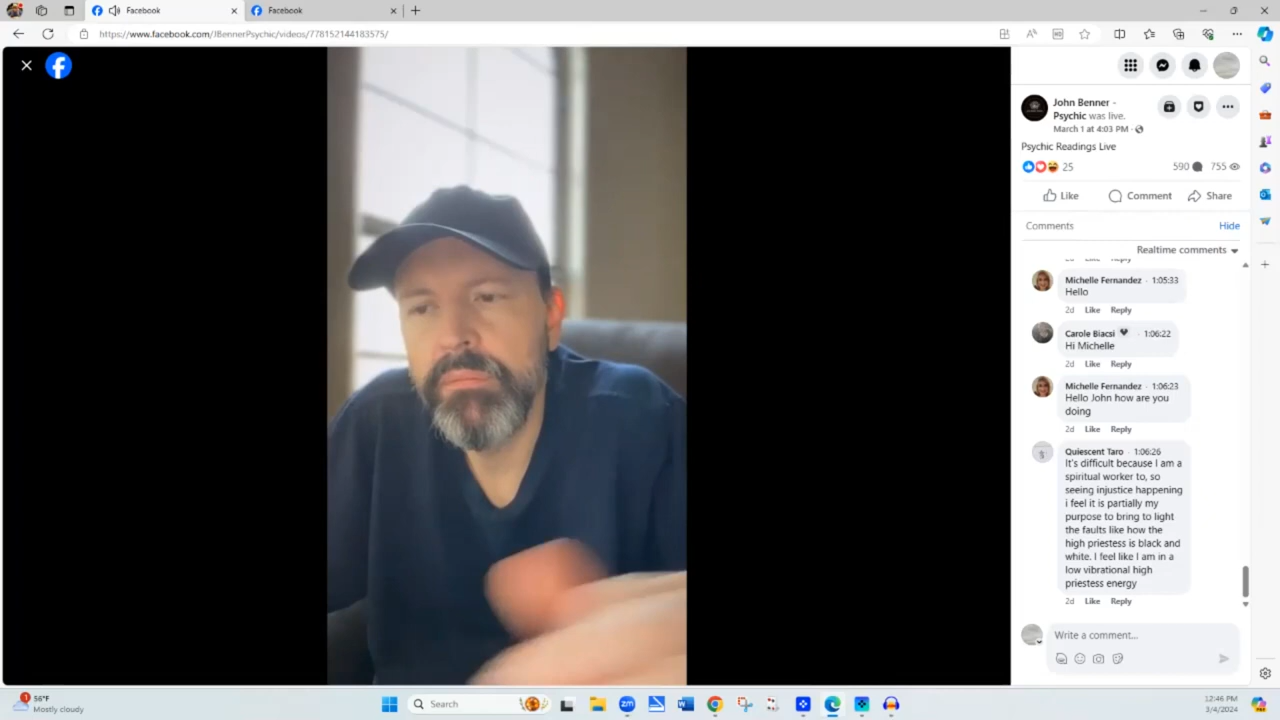 Facebook
Facebook
https://www.facebook.com/JBennerPsychic/videos/778152144183575/
John Benner -
Psychic was live.
March 1 at 4:03 PM ·
Psychic Readings Live
25
590 755
Like Comment Share
Comments Hide
Realtime comments
Like Reply
Michelle Fernandez · 1:05:33
Hello
2d Like Reply
Carole Biacsi · 1:06:22
Hi Michelle
2d Like Reply
Michelle Fernandez · 1:06:23
Hello John how are you
doing
2d Like Reply
Quiescent Taro · 1:06:26
It's difficult because I am a
spiritual worker to, so
seeing injustice happening
i feel it is partially my
purpose to bring to light
the faults like how the
high priestess is black and
white. I feel like I am in a
low vibrational high
priestess energy
2d Like Reply
Write a comment...
1
56°F
Mostly cloudy
Search
zm
W
12:46 PM
3/4/2024